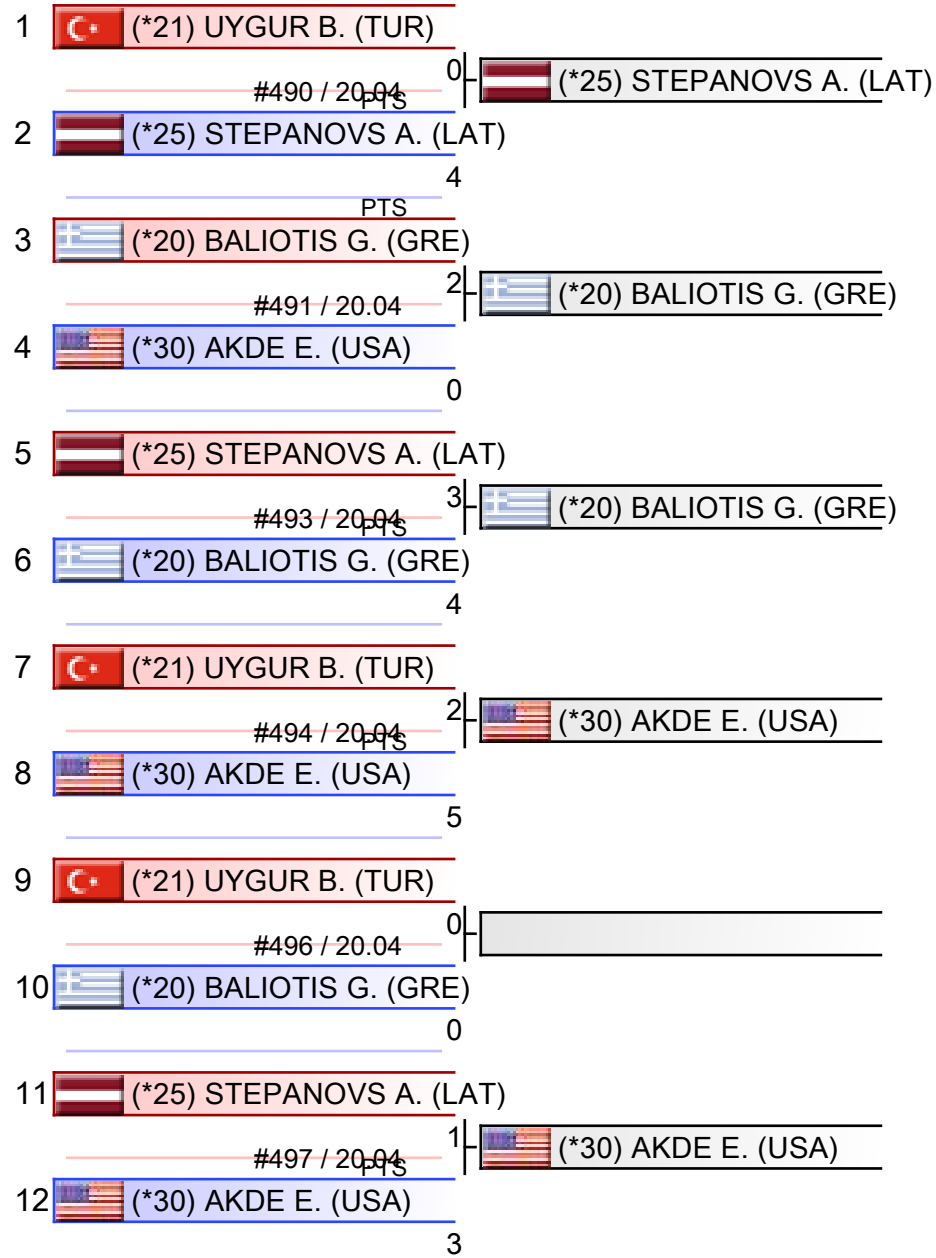 1 (*21) UYGUR B. (TUR)
0 (*25) STEPANOVS A. (LAT)
#490 / 20.04
PTS
2 (*25) STEPANOVS A. (LAT)
4
PTS
3 (*20) BALIOTIS G. (GRE)
2 (*20) BALIOTIS G. (GRE)
#491 / 20.04
4 (*30) AKDE E. (USA)
0
5 (*25) STEPANOVS A. (LAT)
3 (*20) BALIOTIS G. (GRE)
#493 / 20.04
PTS
6 (*20) BALIOTIS G. (GRE)
4
7 (*21) UYGUR B. (TUR)
2 (*30) AKDE E. (USA)
#494 / 20.04
PTS
8 (*30) AKDE E. (USA)
5
9 (*21) UYGUR B. (TUR)
0
#496 / 20.04
10 (*20) BALIOTIS G. (GRE)
0
11 (*25) STEPANOVS A. (LAT)
1 (*30) AKDE E. (USA)
#497 / 20.04
PTS
12 (*30) AKDE E. (USA)
3